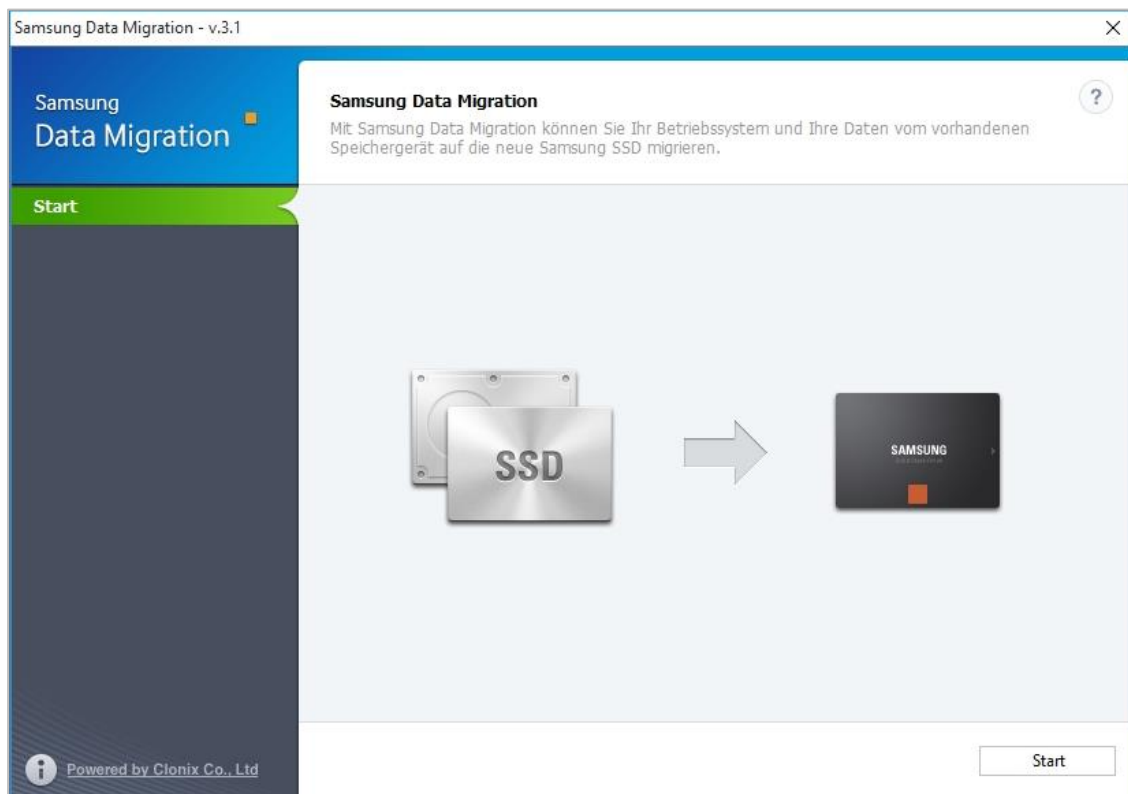 Samsung Data Migration - v.3.1
Samsung
Data Migration
Samsung Data Migration
?
Mit Samsung Data Migration können Sie Ihr Betriebssystem und Ihre Daten vom vorhandenen
Speichergerät auf die neue Samsung SSD migrieren.
Start
SSD
SAMSUNG
i
Powered by Clonix Co., Ltd
Start